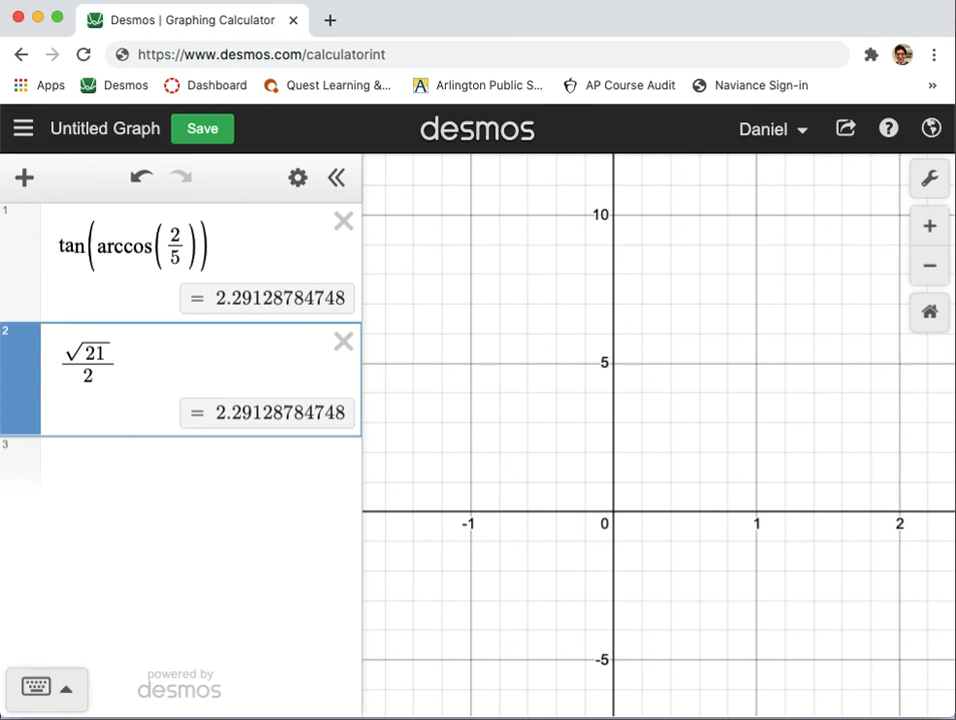 Desmos | Graphing Calculator
https://www.desmos.com/calculatorint
Apps Desmos Dashboard Quest Learning &... Arlington Public S... AP Course Audit Naviance Sign-in »
Untitled Graph Save desmos Daniel
1
tan(arccos(2/5))
= 2.29128784748
2
√21/2
= 2.29128784748
3
10
5
-1 0 1 2
-5
powered by
desmos